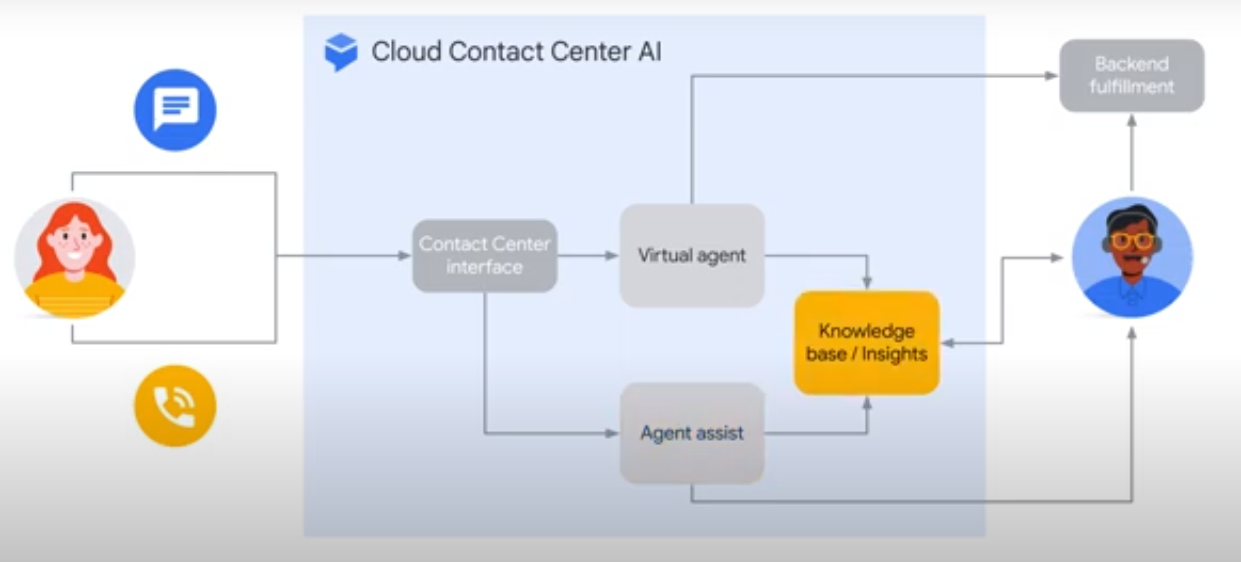 Cloud Contact Center AI
Backend
fulfillment
Contact Center
interface
Virtual agent
Knowledge
base / Insights
Agent assist